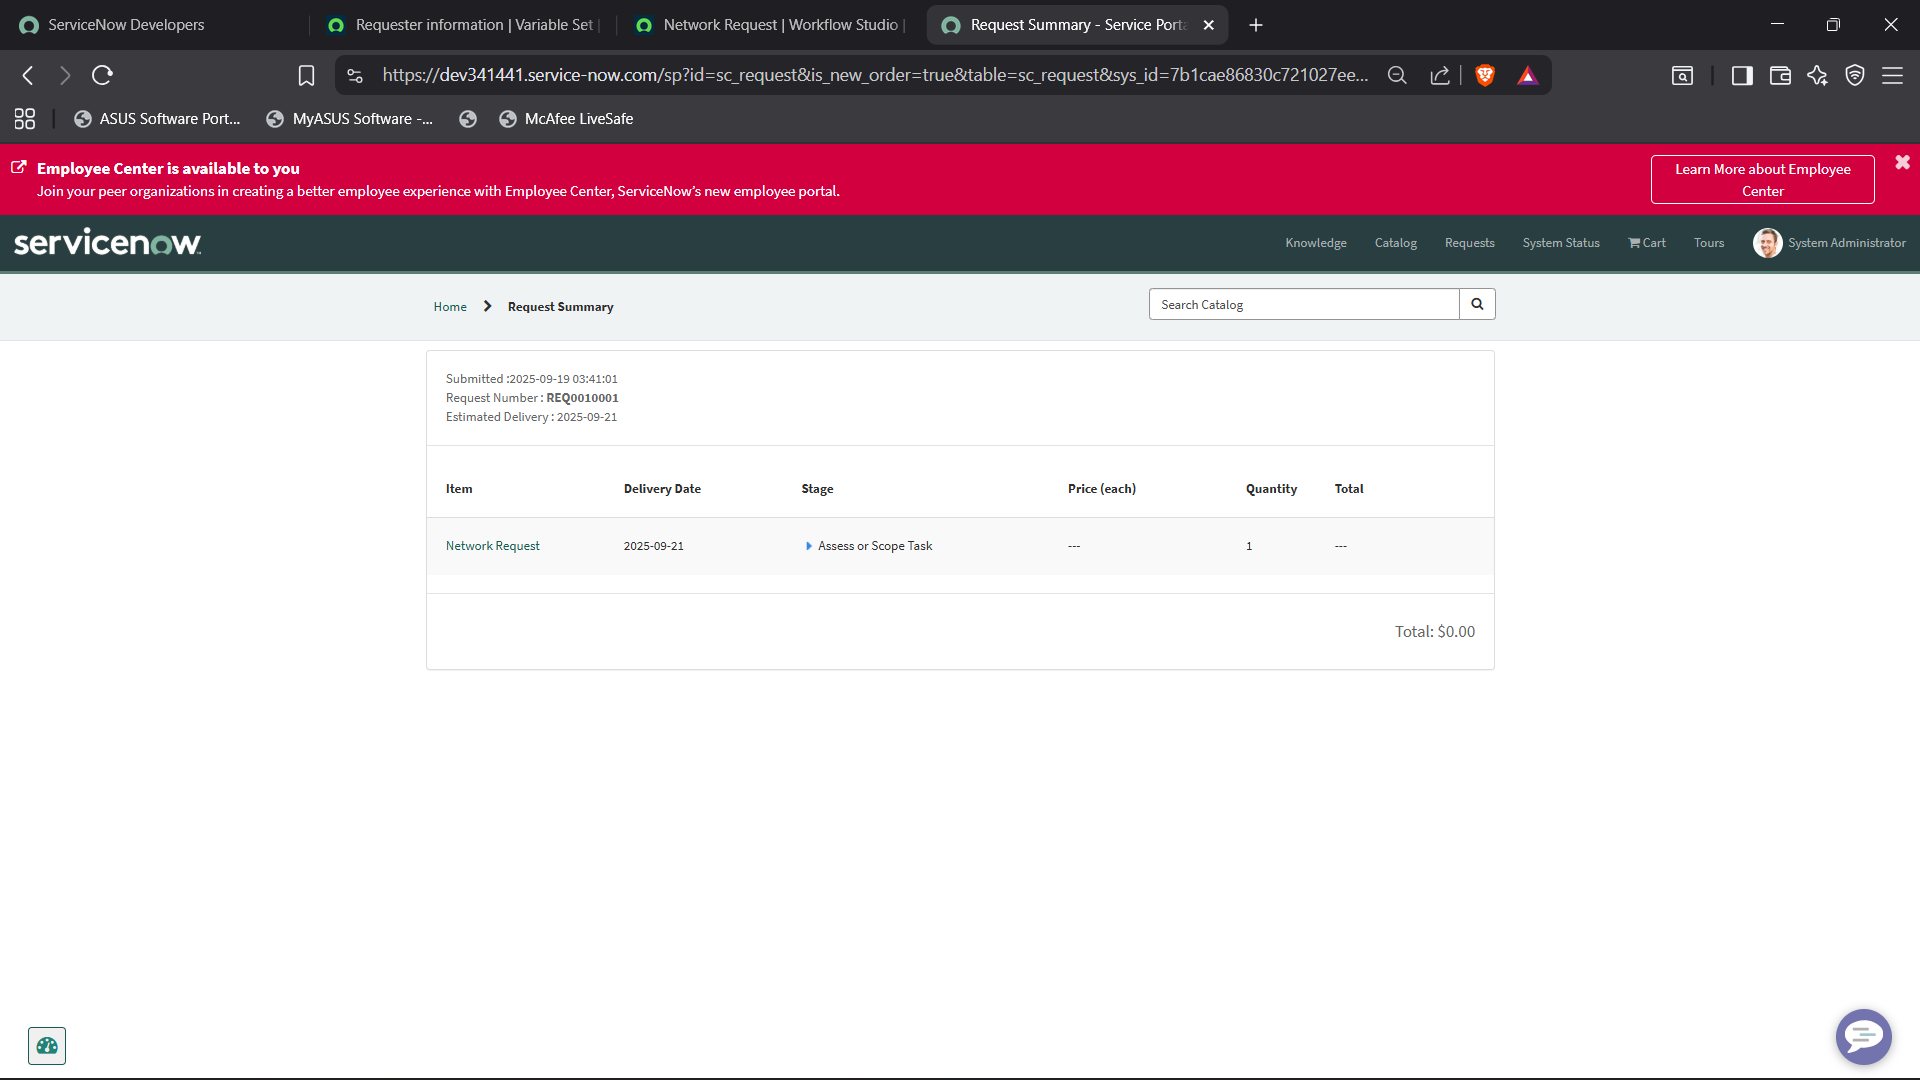 ServiceNow Developers
Requester information | Variable Set |
Network Request | Workflow Studio |
Request Summary - Service Porta
https://dev341441.service-now.com/sp?id=sc_request&is_new_order=true&table=sc_request&sys_id=7b1cae86830c721027ee...
ASUS Software Port...
MyASUS Software -...
McAfee LiveSafe
Employee Center is available to you
Join your peer organizations in creating a better employee experience with Employee Center, ServiceNow's new employee portal.
Learn More about Employee
Center
servicenow
Knowledge
Catalog
Requests
System Status
Cart
Tours
System Administrator
Home
Request Summary
Search Catalog
Submitted :2025-09-19 03:41:01
Request Number : REQ0010001
Estimated Delivery : 2025-09-21
Item Delivery Date Stage Price (each) Quantity Total
Network Request 2025-09-21 Assess or Scope Task --- 1 ---
Total: $0.00